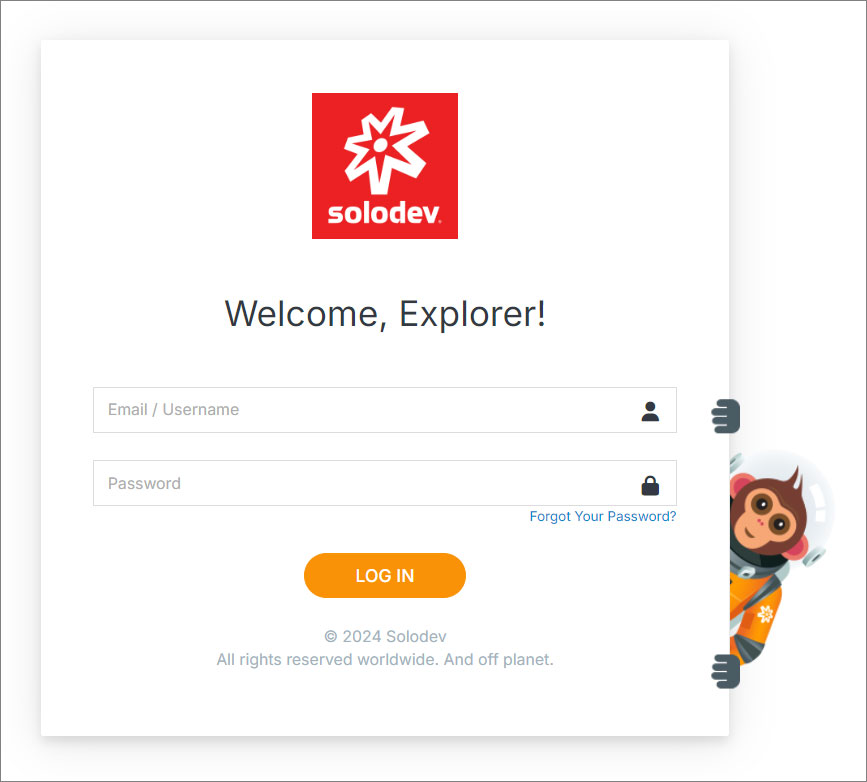 solodev
Welcome, Explorer!
Email / Username
Password
Forgot Your Password?
LOG IN
© 2024 Solodev
All rights reserved worldwide. And off planet.